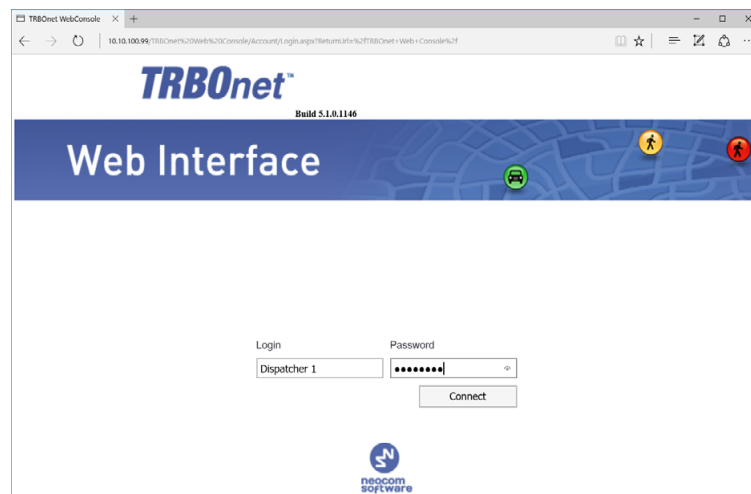 TRBOnet WebConsole
10.10.100.99/TRBOnet%20Web%20Console/Account/Login.aspx?ReturnUrl=%2fTRBOnet+Web+Console%2f
TRBOnet™
Build 5.1.0.1146
Web Interface
Login
Password
Dispatcher 1
Connect
neocom
software